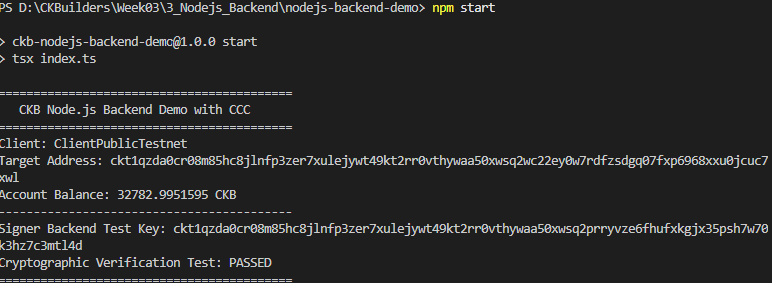 PS D:\CKBuilders\Week03\3_Nodejs_Backend\nodejs-backend-demo> npm start
> ckb-nodejs-backend-demo@1.0.0 start
> tsx index.ts
==========================================
CKB Node.js Backend Demo with CCC
==========================================
Client: ClientPublicTestnet
Target Address: ckt1qzda0cr08m85hc8jlnfp3zer7xulejywt49kt2rr0vthywaa50xwsq2wc22ey0w7rdfzsdgq07fxp6968xxu0jcuc7
xwl
Account Balance: 32782.9951595 CKB
------------------------------------------
Signer Backend Test Key: ckt1qzda0cr08m85hc8jlnfp3zer7xulejywt49kt2rr0vthywaa50xwsq2prryvze6fhufxkgjx35psh7w70
k3hz7c3mtl4d
Cryptographic Verification Test: PASSED
==========================================